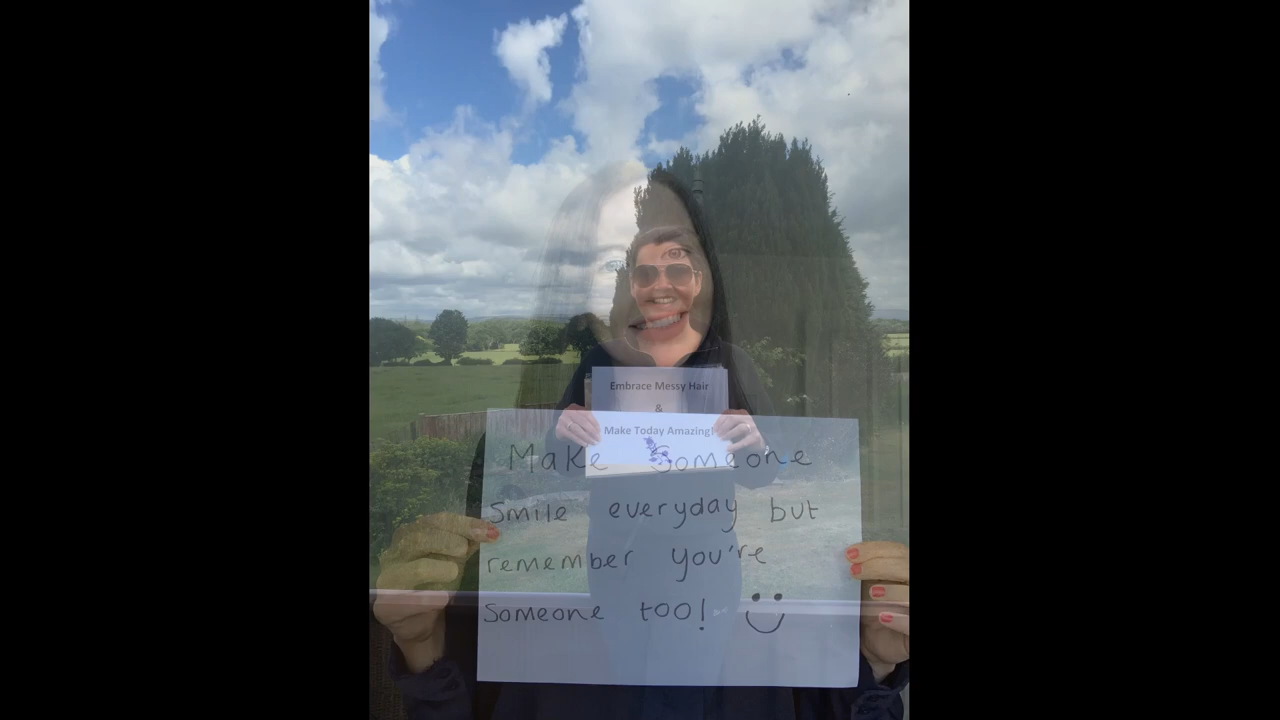 Embrace Messy Hair
&
Make Today Amazing!
Make Someone
Smile everyday but
remember you're
Someone too!